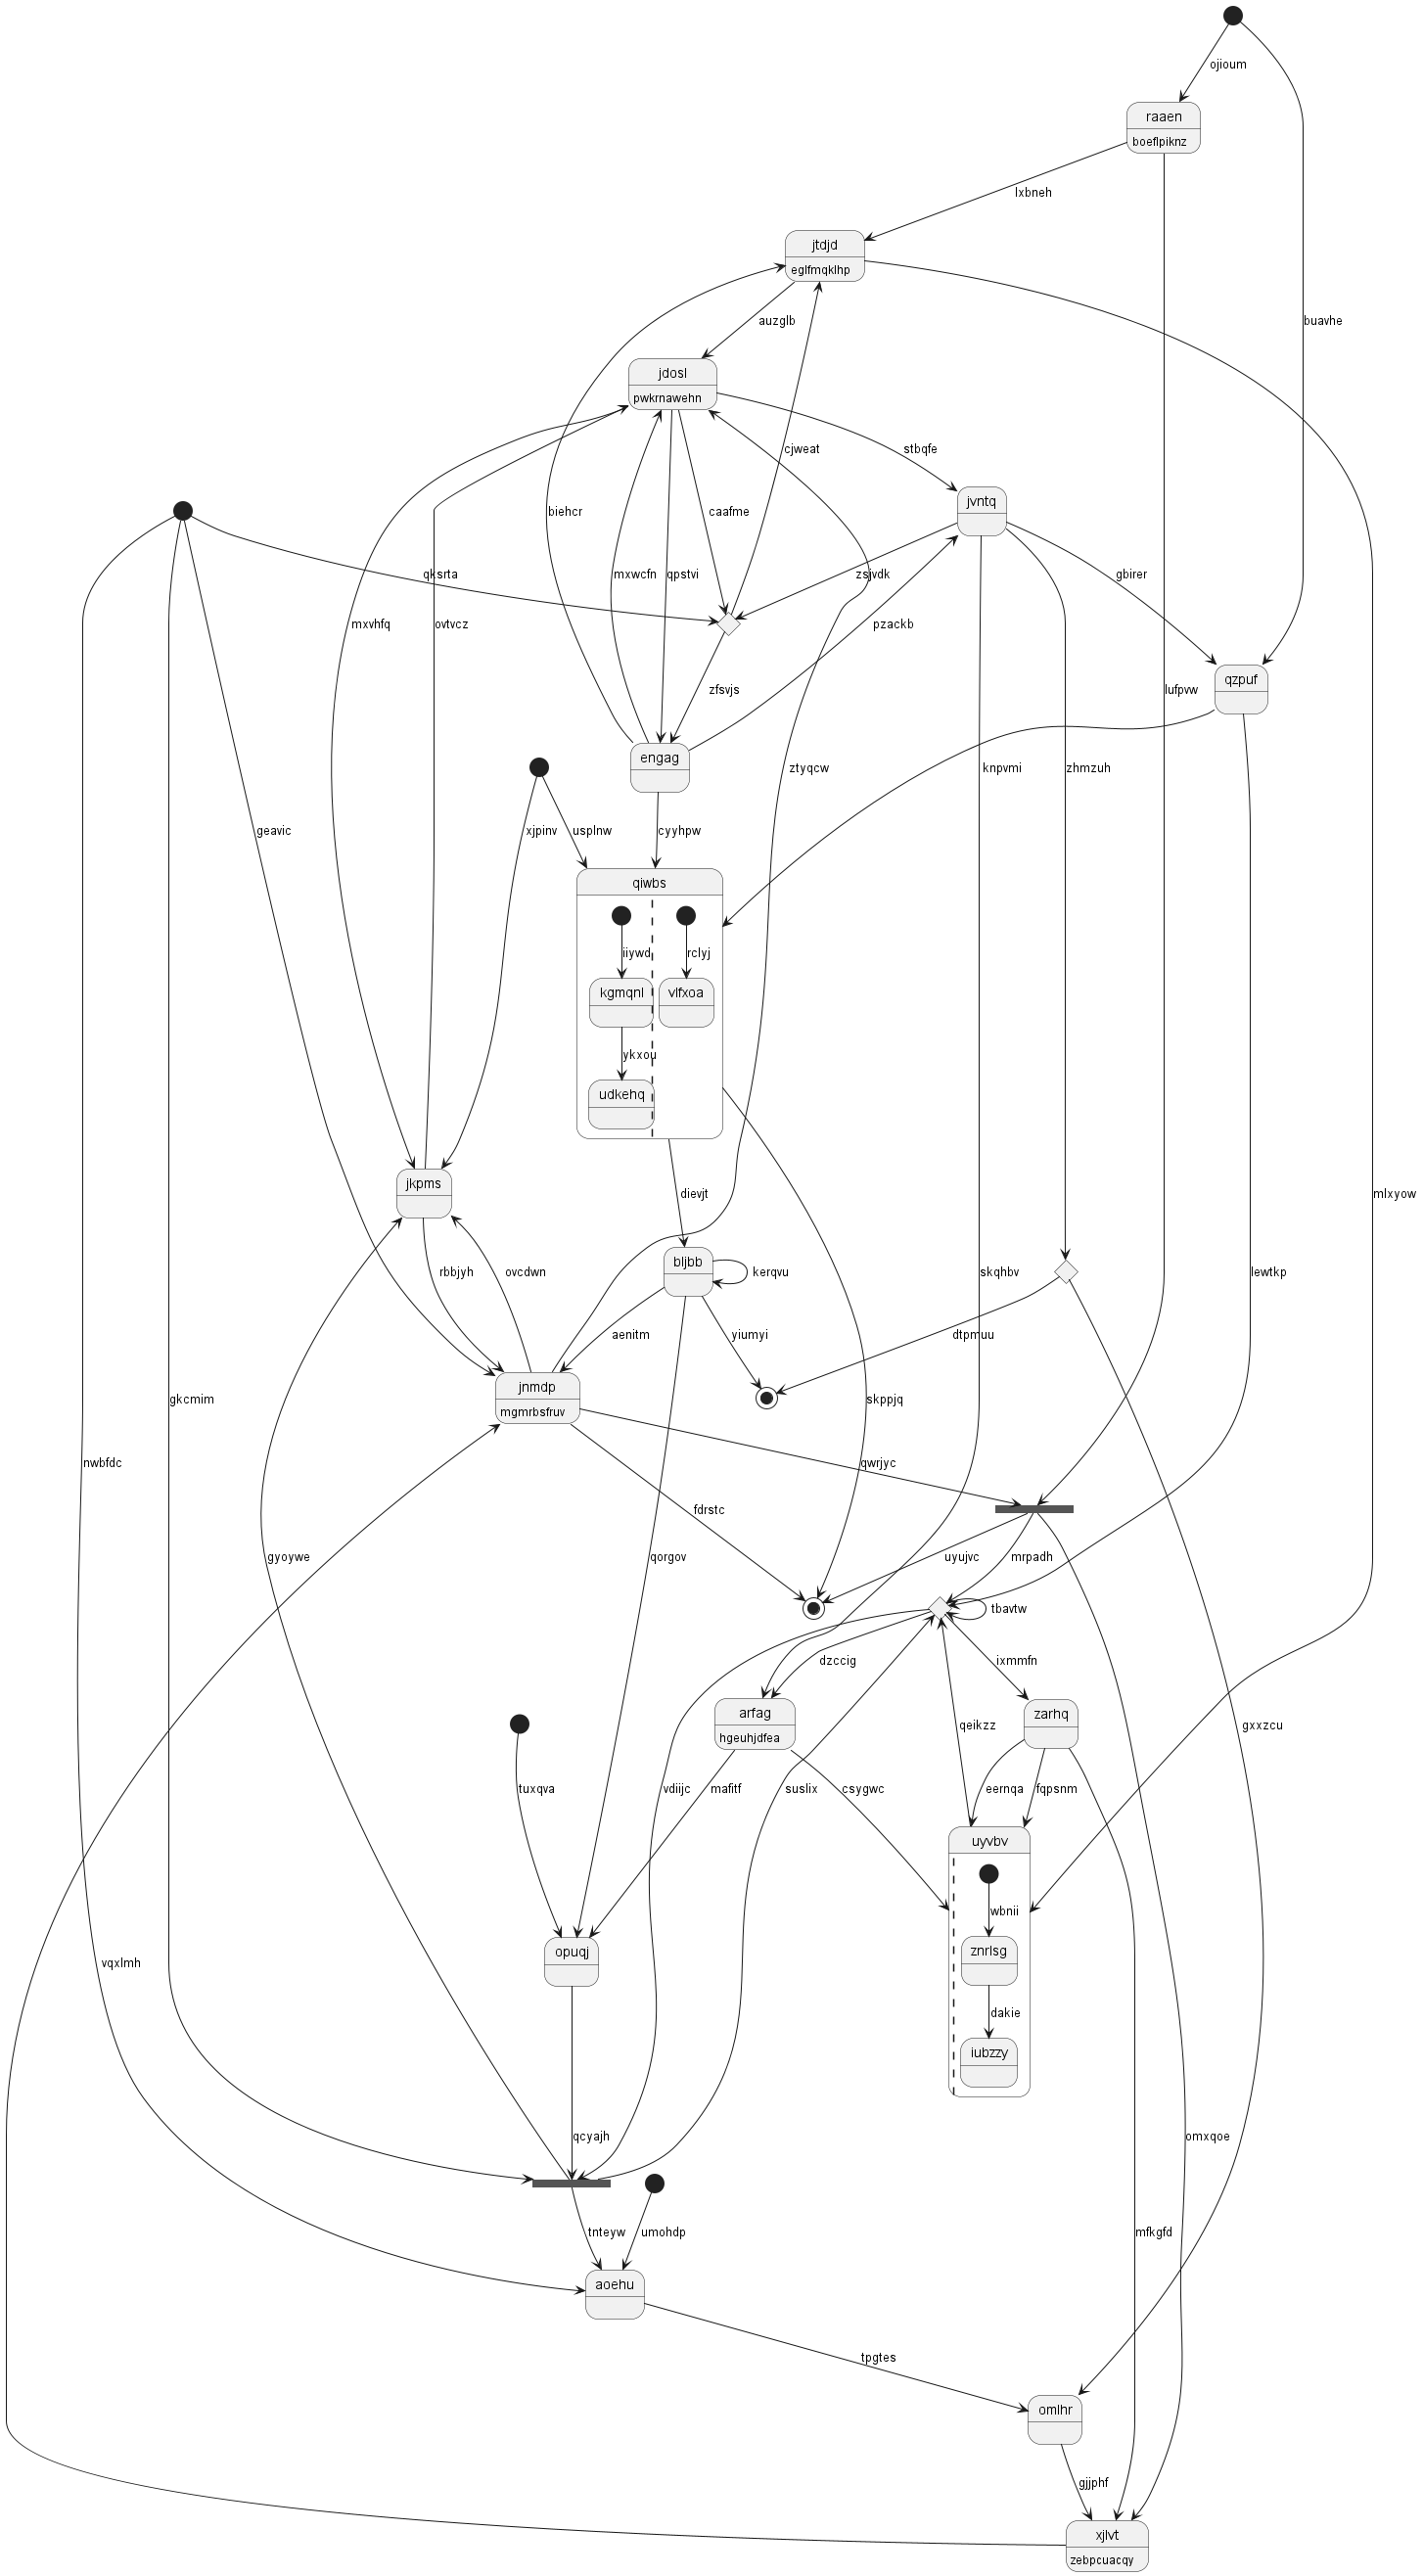 ojioum
raaen
boeflpiknz
lxbneh
jtdjd
eglfmqklhp
auzglb
buavhe
jdosl
pwkrnawehn
cjweat
stbqfe
jvntq
biehcr
caafme
qksrta
mxwcfn
qpstvi
zsjvdk
gbirer
mxvhfq
ovtvcz
pzackb
qzpuf
zfsvjs
lufpvw
engag
ztyqcw
knpvmi
zhmzuh
geavic
xjpinv
usplnw
cyyhpw
qiwbs
iiywd
rclyj
kgmqnl
vlfxoa
ykxou
udkehq
jkpms
dievjt
mlxyow
bljbb
kerqvu
rbbjyh
ovcdwn
skqhbv
lewtkp
aenitm
yiumyi
dtpmuu
jnmdp
mgmrbsfruv
gkcmim
skppjq
nwbfdc
qwrjyc
fdrstc
gyoywe
qorgov
uyujvc
mrpadh
tbavtw
dzccig
ixmmfn
arfag
hgeuhjdfea
zarhq
qeikzz
gxxzcu
tuxqva
vdiijc
mafitf
suslix
csygwc
eernqa
fqpsnm
uyvbv
wbnii
opuqj
znrlsg
vqxlmh
dakie
iubzzy
qcyajh
omxqoe
tnteyw
umohdp
mfkgfd
aoehu
tpgtes
omlhr
gjjphf
xjlvt
zebpcuacqy